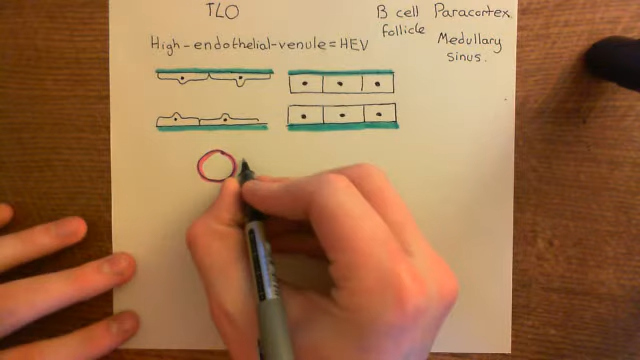 TLO
B cell follicle
Paracortex
Medullary sinus.
High-endothelial-venule=HEV